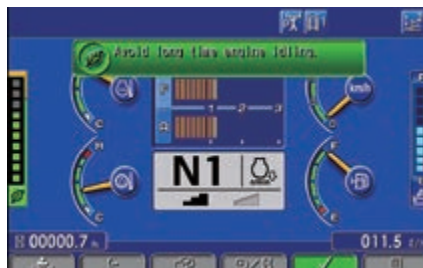 Avoid long time engine idling.
F
1 2 3
R
km/h
C
C
H
F
N1
C
E
00000.7 h
011.5